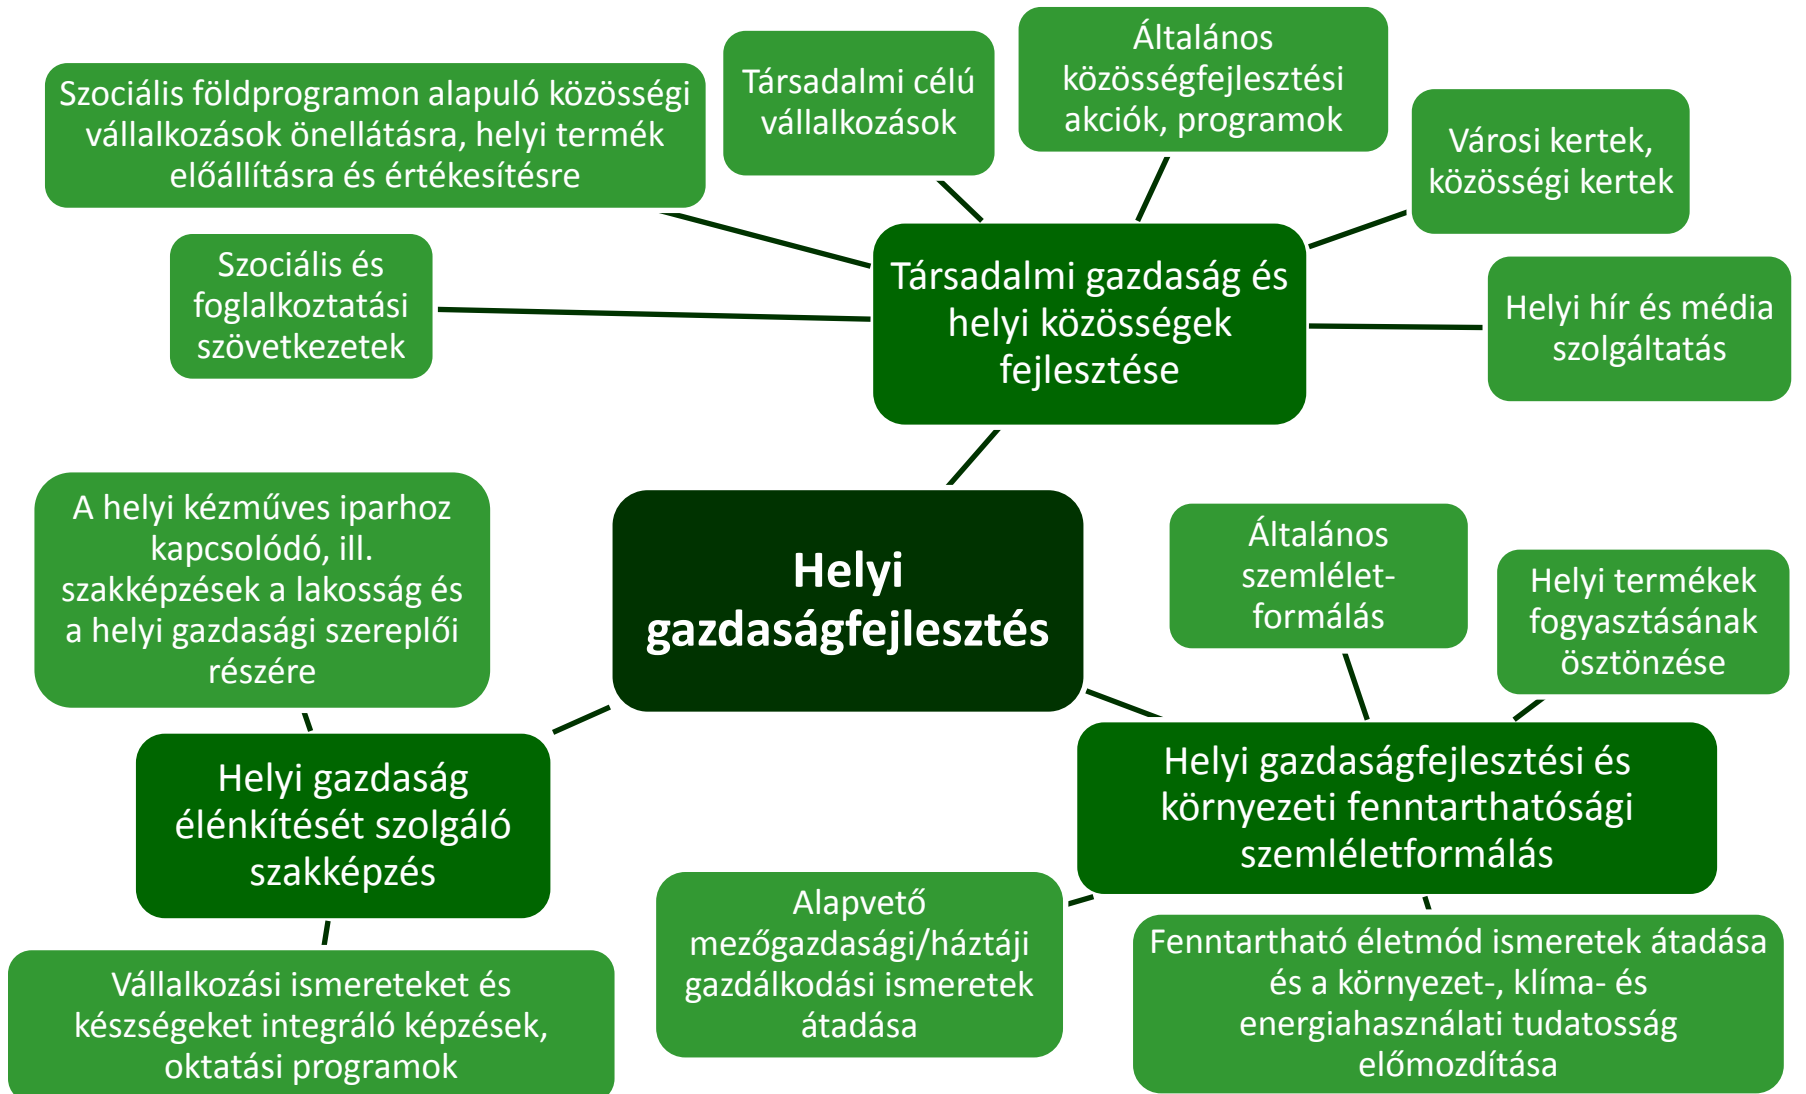 Általános
közösségfejlesztési
akciók, programok
Társadalmi célú
vállalkozások
Szociális földprogramon alapuló közösségi
vállalkozások önellátásra, helyi termék
előállításra és értékesítésre
Városi kertek,
közösségi kertek
Szociális és
foglalkoztatási
szövetkezetek
Társadalmi gazdaság és
helyi közösségek
fejlesztése
Helyi hír és média
szolgáltatás
A helyi kézműves iparhoz
kapcsolódó, ill.
szakképzések a lakosság és
a helyi gazdasági szereplői
részére
Helyi
gazdaságfejlesztés
Általános
szemlélet-
formálás
Helyi termékek
fogyasztásának
ösztönzése
Helyi gazdaság
élénkítését szolgáló
szakképzés
Helyi gazdaságfejlesztési és
környezeti fenntarthatósági
szemléletformálás
Alapvető
mezőgazdasági/háztáji
gazdálkodási ismeretek
átadása
Fenntartható életmód ismeretek átadása
és a környezet-, klíma- és
energiahasználati tudatosság
előmozdítása
Vállalkozási ismereteket és
készségeket integráló képzések,
oktatási programok